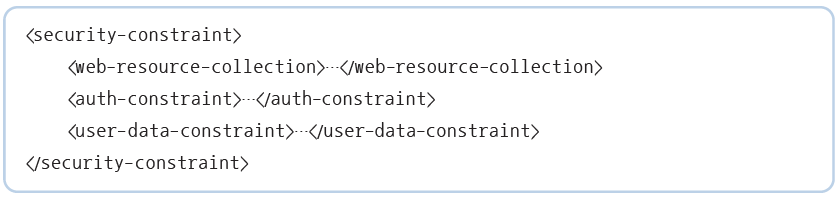 <security-constraint>
<web-resource-collection>…</web-resource-collection>
<auth-constraint>…</auth-constraint>
<user-data-constraint>…</user-data-constraint>
</security-constraint>